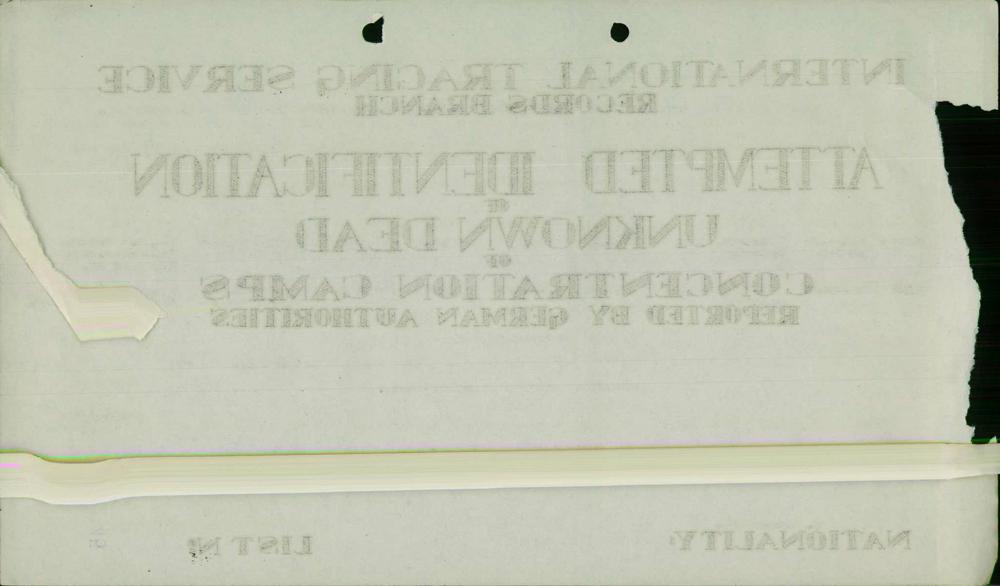 INTERNATIONAL TRACING SERVICE
RECORDS BRANCH
ATTEMPTED IDENTIFICATION
OF
UNKNOWN DEAD
OF
CONCENTRATION CAMPS
REPORTED BY GERMAN AUTHORITIES
NATIONALITY: LIST Nº